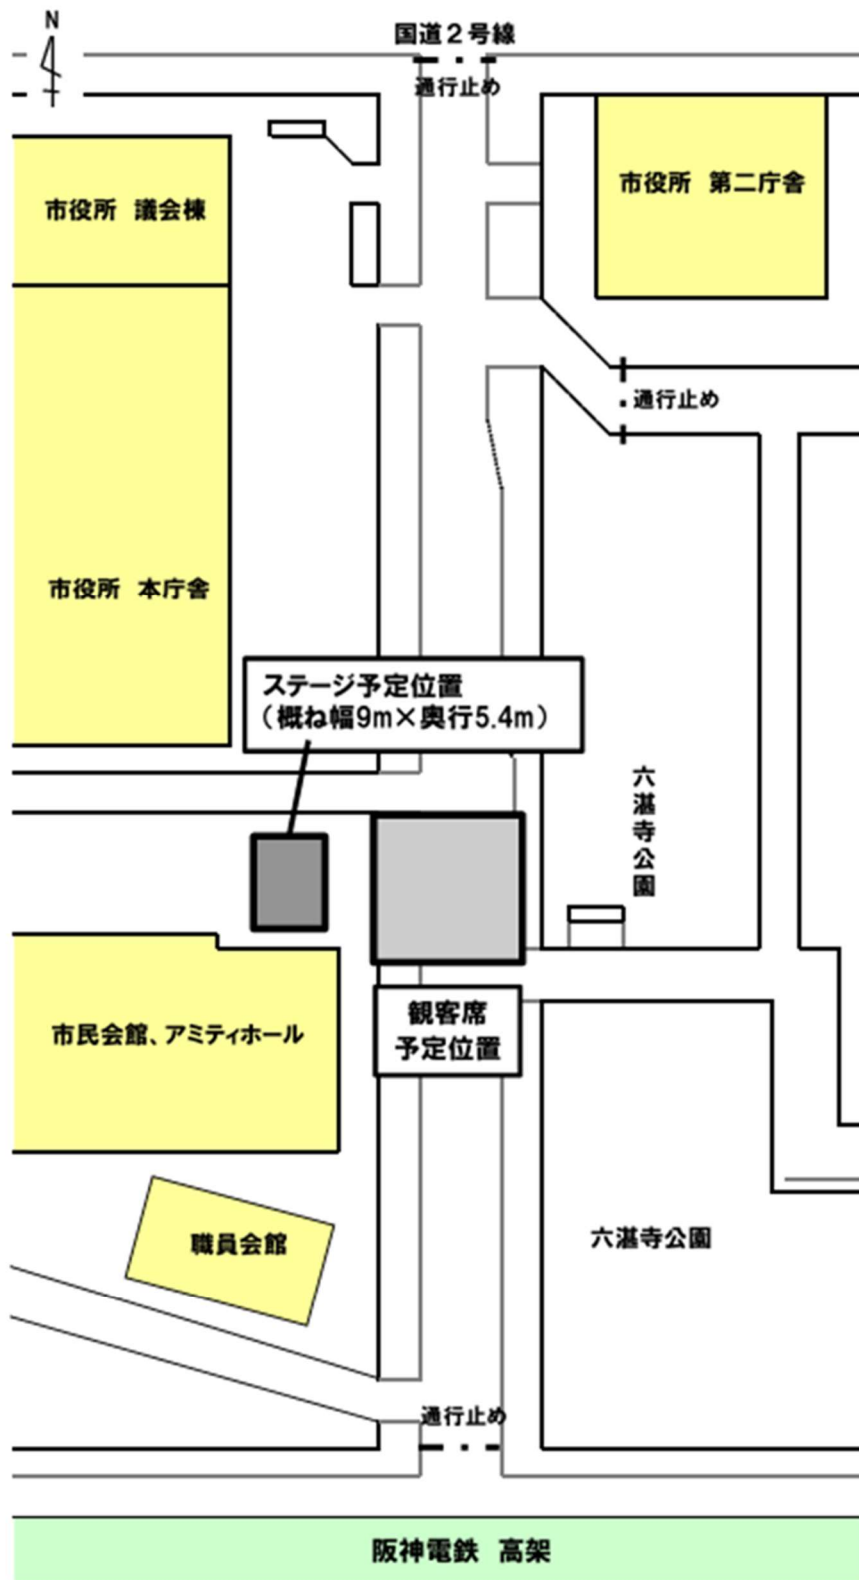 N
国道２号線
通行止め
市役所　議会棟
市役所　第二庁舎
通行止め
市役所　本庁舎
ステージ予定位置
（概ね幅9m×奥行5.4m）
六湛寺公園
観客席
予定位置
市民会館、アミティホール
職員会館
六湛寺公園
通行止め
阪神電鉄　高架